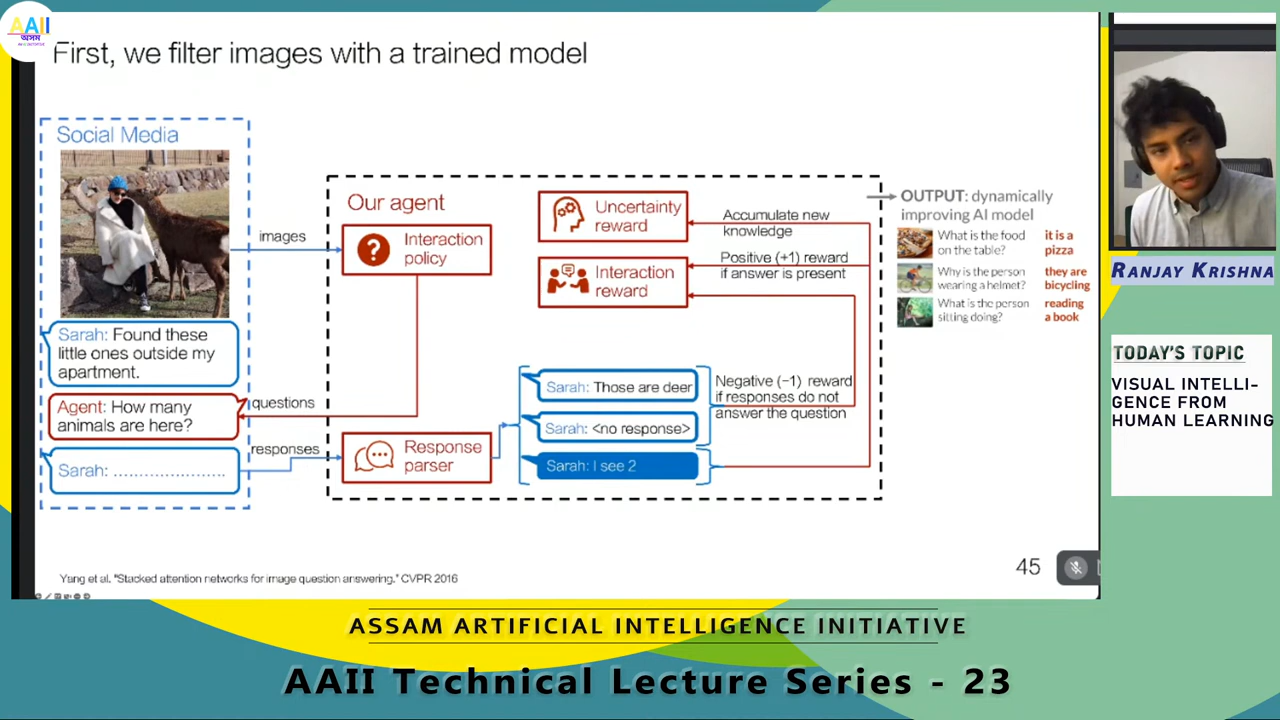 AAII
অসম
First, we filter images with a trained model
Social Media
images
Sarah: Found these
little ones outside my
apartment.
Agent: How many
animals are here?
questions
responses
Sarah: ......................
Our agent
Interaction
policy
Response
parser
Uncertainty
reward
Interaction
reward
Accumulate new
knowledge
Positive (+1) reward
if answer is present
Sarah: Those are deer
Sarah: <no response>
Sarah: I see 2
Negative (−1) reward
if responses do not
answer the question
OUTPUT: dynamically
improving AI model
What is the food
on the table?
it is a
pizza
Why is the person
wearing a helmet?
they are
bicycling
What is the person
sitting doing?
reading
a book
Yang et al. "Stacked attention networks for image question answering." CVPR 2016
45
RANJAY KRISHNA
TODAY'S TOPIC
VISUAL INTELLI-
GENCE FROM
HUMAN LEARNING
ASSAM ARTIFICIAL INTELLIGENCE INITIATIVE
AAII Technical Lecture Series - 23